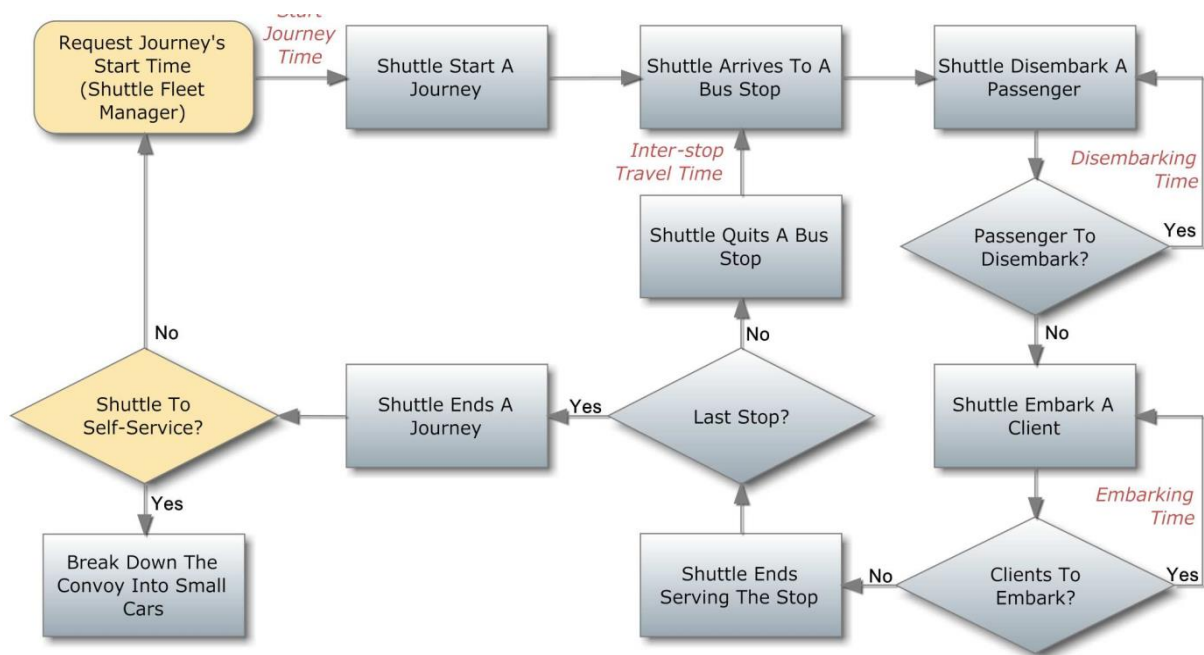 Request Journey's
Start Time
(Shuttle Fleet
Manager)
Start
Journey
Time
Shuttle Start A
Journey
Shuttle Arrives To A
Bus Stop
Shuttle Disembark A
Passenger
Inter-stop
Travel Time
Disembarking
Time
Shuttle Quits A Bus
Stop
Passenger To
Disembark?
Yes
No
No
No
Shuttle To
Self-Service?
Shuttle Ends A
Journey
Yes
Last Stop?
Shuttle Embark A
Client
Yes
Embarking
Time
Break Down The
Convoy Into Small
Cars
Shuttle Ends
Serving The Stop
No
Clients To
Embark?
Yes